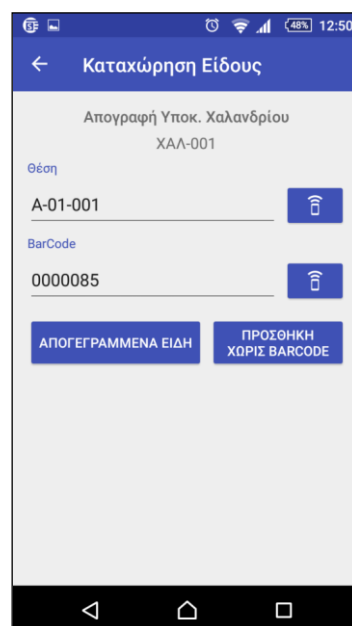 48% 12:50
Καταχώρηση Είδους
Απογραφή Υποκ. Χαλανδρίου
ΧΑΛ-001
Θέση
A-01-001
BarCode
0000085
ΑΠΟΓΕΓΡΑΜΜΕΝΑ ΕΙΔΗ
ΠΡΟΣΘΗΚΗ
ΧΩΡΙΣ BARCODE